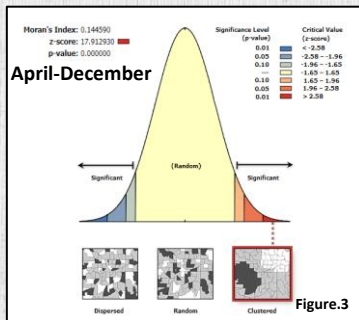 Moran's Index: 0.144590
z-score: 17.912930
p-value: 0.000000
April-December
Significance Level
(p-value)
Critical Value
(z-score)
0.01 < -2.58
0.05 -2.58 - -1.96
0.10 -1.96 - -1.65
— -1.65 - 1.65
0.10 1.65 - 1.96
0.05 1.96 - 2.58
0.01 > 2.58
(Random)
Significant
Significant
Dispersed
Random
Clustered
Figure.3